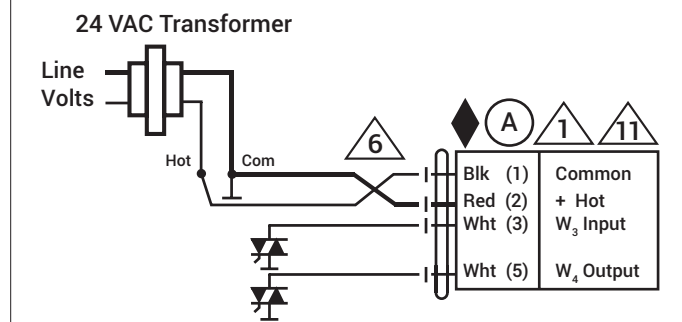 24 VAC Transformer
Line
Volts
Hot
Com
6
A
1
11
Blk (1) Common
Red (2) + Hot
Wht (3) W₃ Input
Wht (5) W₄ Output